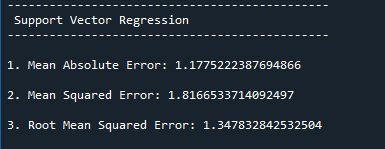 ----------------------------------------
Support Vector Regression
----------------------------------------
1. Mean Absolute Error: 1.1775222387694866
2. Mean Squared Error: 1.8166533714092497
3. Root Mean Squared Error: 1.347832842532504